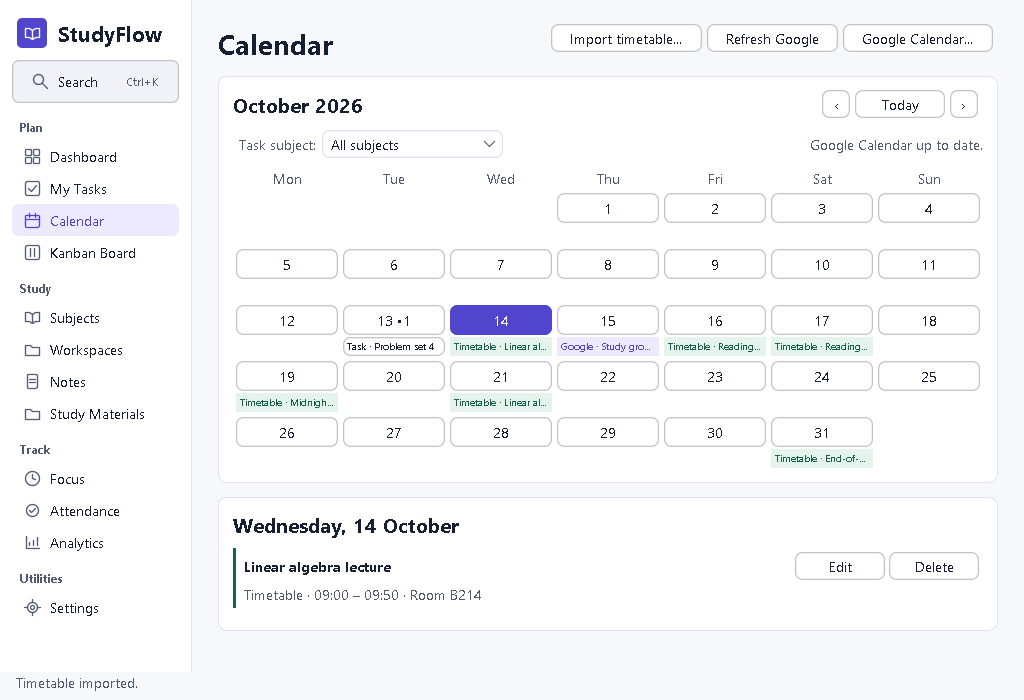 StudyFlow
Search Ctrl+K
Plan
Dashboard
My Tasks
Calendar
Kanban Board
Study
Subjects
Workspaces
Notes
Study Materials
Track
Focus
Attendance
Analytics
Utilities
Settings
Calendar
Import timetable... Refresh Google Google Calendar...
October 2026
‹ Today ›
Task subject: All subjects Google Calendar up to date.
Mon Tue Wed Thu Fri Sat Sun
1 2 3 4
5 6 7 8 9 10 11
12 13 •1 14 15 16 17 18
Task · Problem set 4 Timetable · Linear al... Google · Study gro... Timetable · Reading... Timetable · Reading...
19 20 21 22 23 24 25
Timetable · Midnigh... Timetable · Linear al...
26 27 28 29 30 31
Timetable · End-of-...
Wednesday, 14 October
Linear algebra lecture
Timetable · 09:00 – 09:50 · Room B214
Edit Delete
Timetable imported.